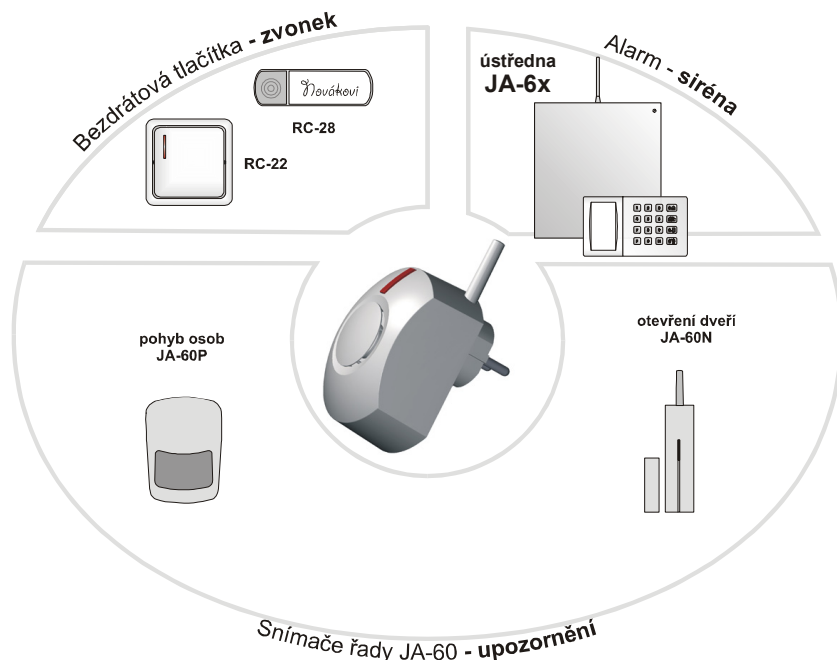 Bezdrátová tlačítka - zvonek
Novákovi
RC-28
RC-22
Alarm - siréna
ústředna
JA-6x
pohyb osob
JA-60P
otevření dveří
JA-60N
Snímače řady JA-60 - upozornění